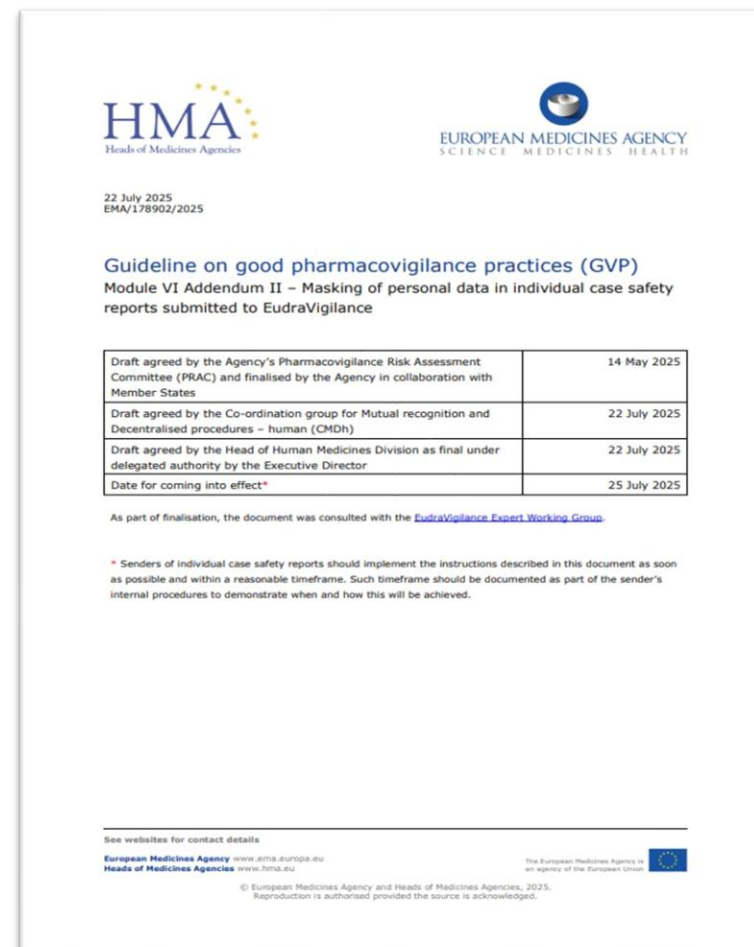 HMA
Heads of Medicines Agencies
EUROPEAN MEDICINES AGENCY
SCIENCE MEDICINES HEALTH
22 July 2025
EMA/178902/2025
Guideline on good pharmacovigilance practices (GVP)
Module VI Addendum II – Masking of personal data in individual case safety
reports submitted to EudraVigilance
Draft agreed by the Agency's Pharmacovigilance Risk Assessment
Committee (PRAC) and finalised by the Agency in collaboration with
Member States
14 May 2025
Draft agreed by the Co-ordination group for Mutual recognition and
Decentralised procedures – human (CMDh)
22 July 2025
Draft agreed by the Head of Human Medicines Division as final under
delegated authority by the Executive Director
22 July 2025
Date for coming into effect*
25 July 2025
As part of finalisation, the document was consulted with the EudraVigilance Expert Working Group.
* Senders of individual case safety reports should implement the instructions described in this document as soon
as possible and within a reasonable timeframe. Such timeframe should be documented as part of the sender's
internal procedures to demonstrate when and how this will be achieved.
See websites for contact details
European Medicines Agency www.ema.europa.eu
Heads of Medicines Agencies www.hma.eu
The European Medicines Agency is
an agency of the European Union
© European Medicines Agency and Heads of Medicines Agencies, 2025.
Reproduction is authorised provided the source is acknowledged.